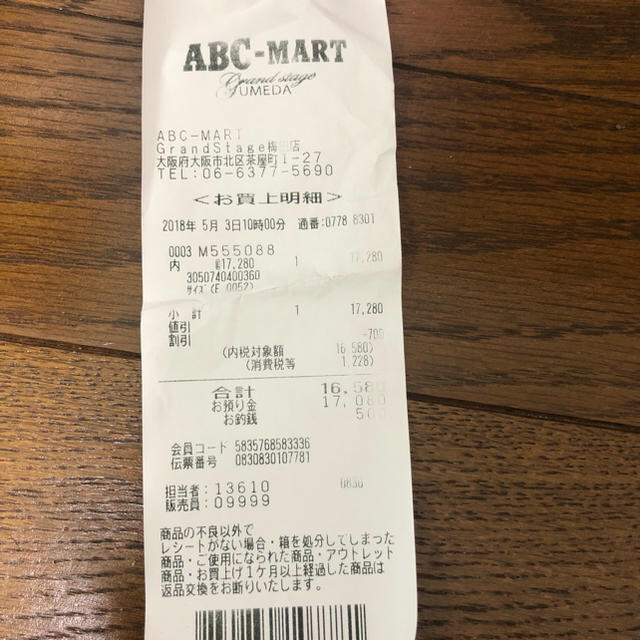 ABC-MART
Grand stage
UMEDA
ABC-MART
GrandStage梅田店
大阪府大阪市北区茶屋町1-27
TEL:06-6377-5690
<お買上明細>
2018年 5月 3日10時00分 通番:0778 8301
0003 M555088
内 17,280 1 17,280
3050740400360
ｻｲｽﾞ(E 0052)
小 計 1 17,280
値引
割引 -700
(内税対象額 16,580)
(消費税等 1,228)
合計 16,580
お預り金 17,080
お釣銭 500
会員コード 5835768583336
伝票番号 0830830107781
担当者:13610 0830
販売員:09999
商品の不良以外で
レシートがない場合・箱を処分してしまった
商品・ご使用になられた商品・アウトレット
商品・お買上げ1ケ月以上経過した商品は
返品交換をお断りいたします。